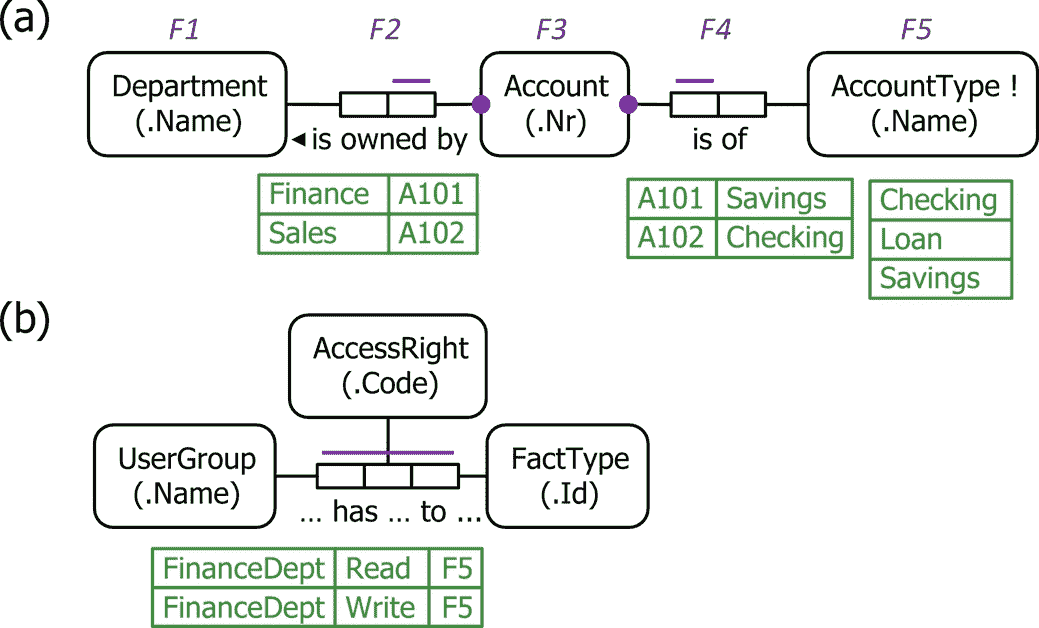 (a)
F1 F2 F3 F4 F5
Department Account AccountType !
(.Name) (.Nr) (.Name)
◄is owned by is of
Finance A101 A101 Savings Checking
Sales A102 A102 Checking Loan
Savings
(b)
AccessRight
(.Code)
UserGroup FactType
(.Name) (.Id)
... has ... to ...
FinanceDept Read F5
FinanceDept Write F5